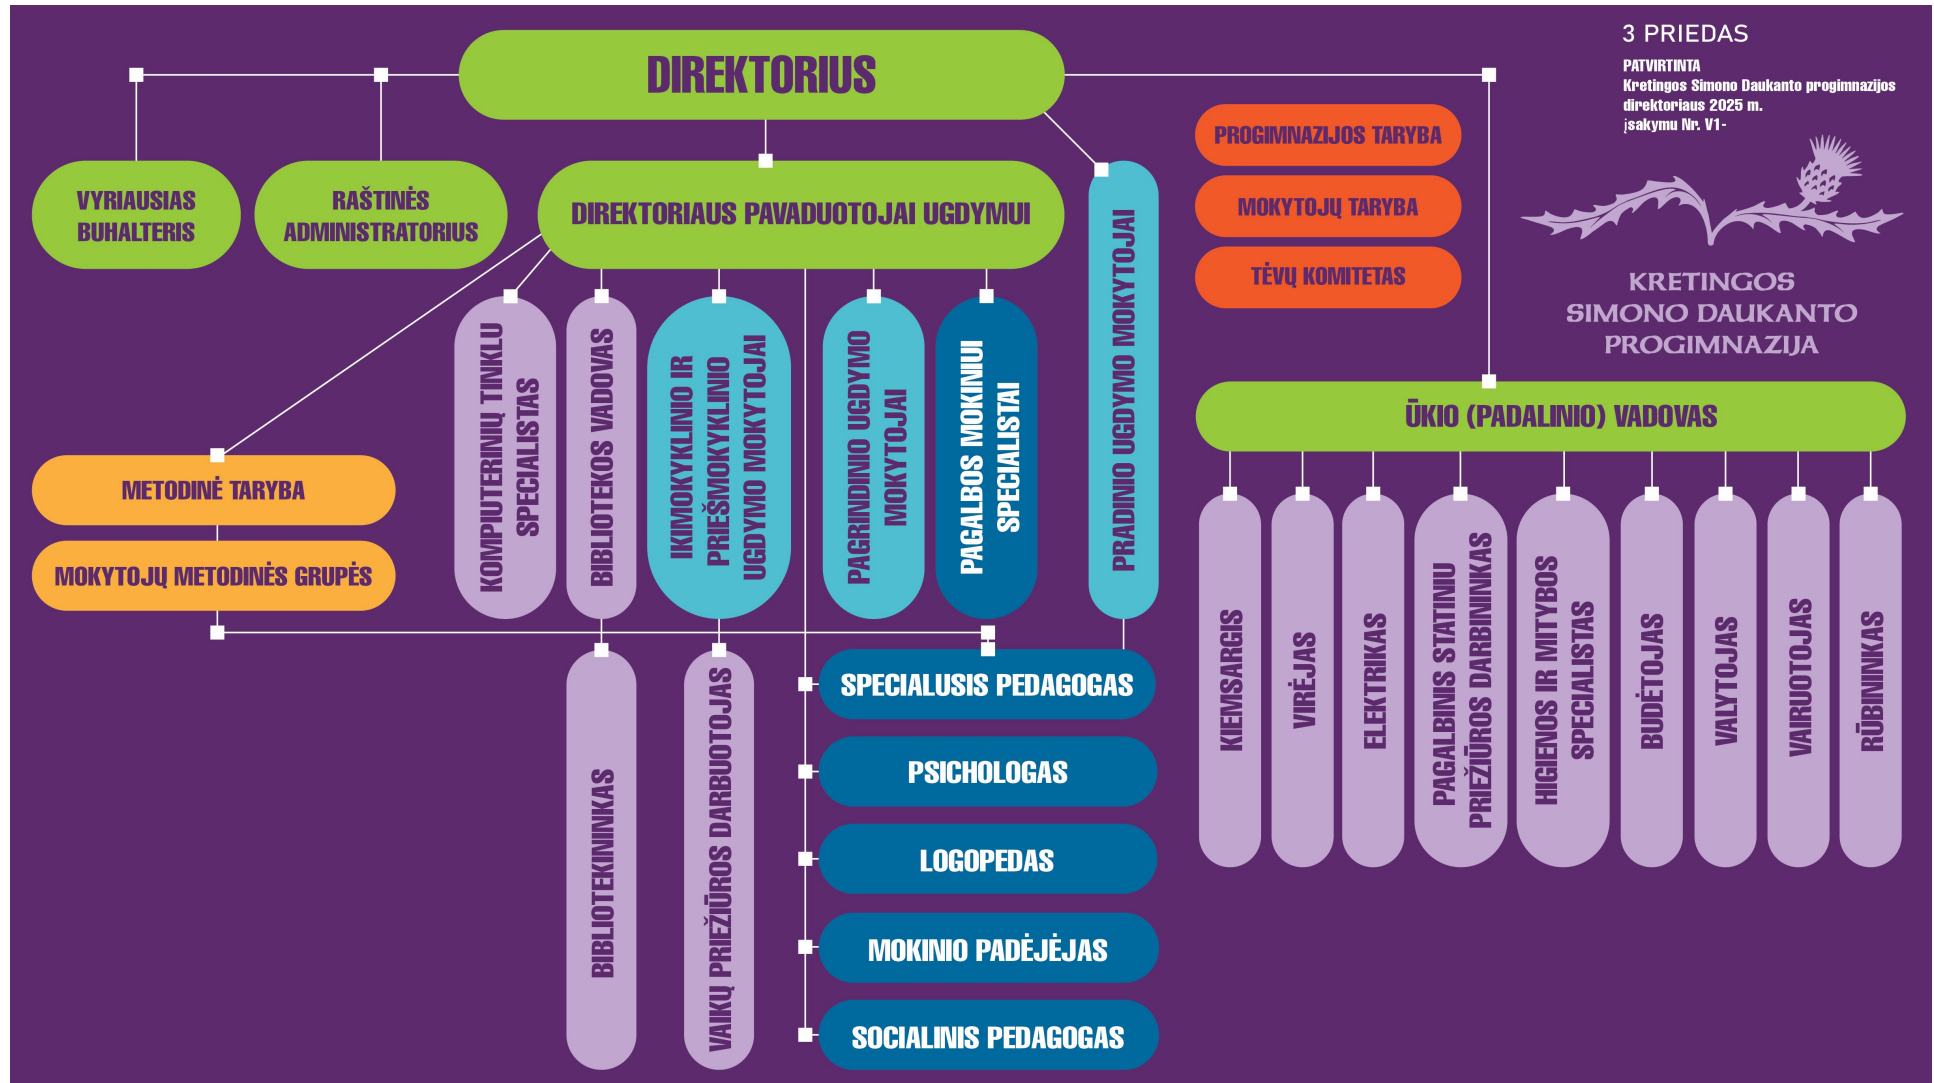 3 PRIEDAS
PATVIRTINTA
Kretingos Simono Daukanto progimnazijos
direktoriaus 2025 m.
įsakymu Nr. V1-
KRETINGOS
SIMONO DAUKANTO
PROGIMNAZIJA
DIREKTORIUS
VYRIAUSIAS
BUHALTERIS
RAŠTINĖS
ADMINISTRATORIUS
DIREKTORIAUS PAVADUOTOJAI UGDYMUI
PRADINIO UGDYMO MOKYTOJAI
PROGIMNAZIJOS TARYBA
MOKYTOJŲ TARYBA
TĖVŲ KOMITETAS
KOMPIUTERINIŲ TINKLU
SPECIALISTAS
BIBLIOTEKOS VADOVAS
IKIMOKYKLINIO IR
PRIEŠMOKYKLINIO
UGDYMO MOKYTOJAI
PAGRINDINIO UGDYMO
MOKYTOJAI
PAGALBOS MOKINIUI
SPECIALISTAI
METODINĖ TARYBA
MOKYTOJŲ METODINĖS GRUPĖS
BIBLIOTEKININKAS
VAIKŲ PRIEŽIŪROS DARBUOTOJAS
SPECIALUSIS PEDAGOGAS
PSICHOLOGAS
LOGOPEDAS
MOKINIO PADĖJĖJAS
SOCIALINIS PEDAGOGAS
ŪKIO (PADALINIO) VADOVAS
KIEMSARGIS
VIRĖJAS
ELEKTRIKAS
PAGALBINIS STATINIU
PRIEŽIŪROS DARBININKAS
HIGIENOS IR MITYBOS
SPECIALISTAS
BUDĖTOJAS
VALYTOJAS
VAIRUOTOJAS
RŪBININKAS